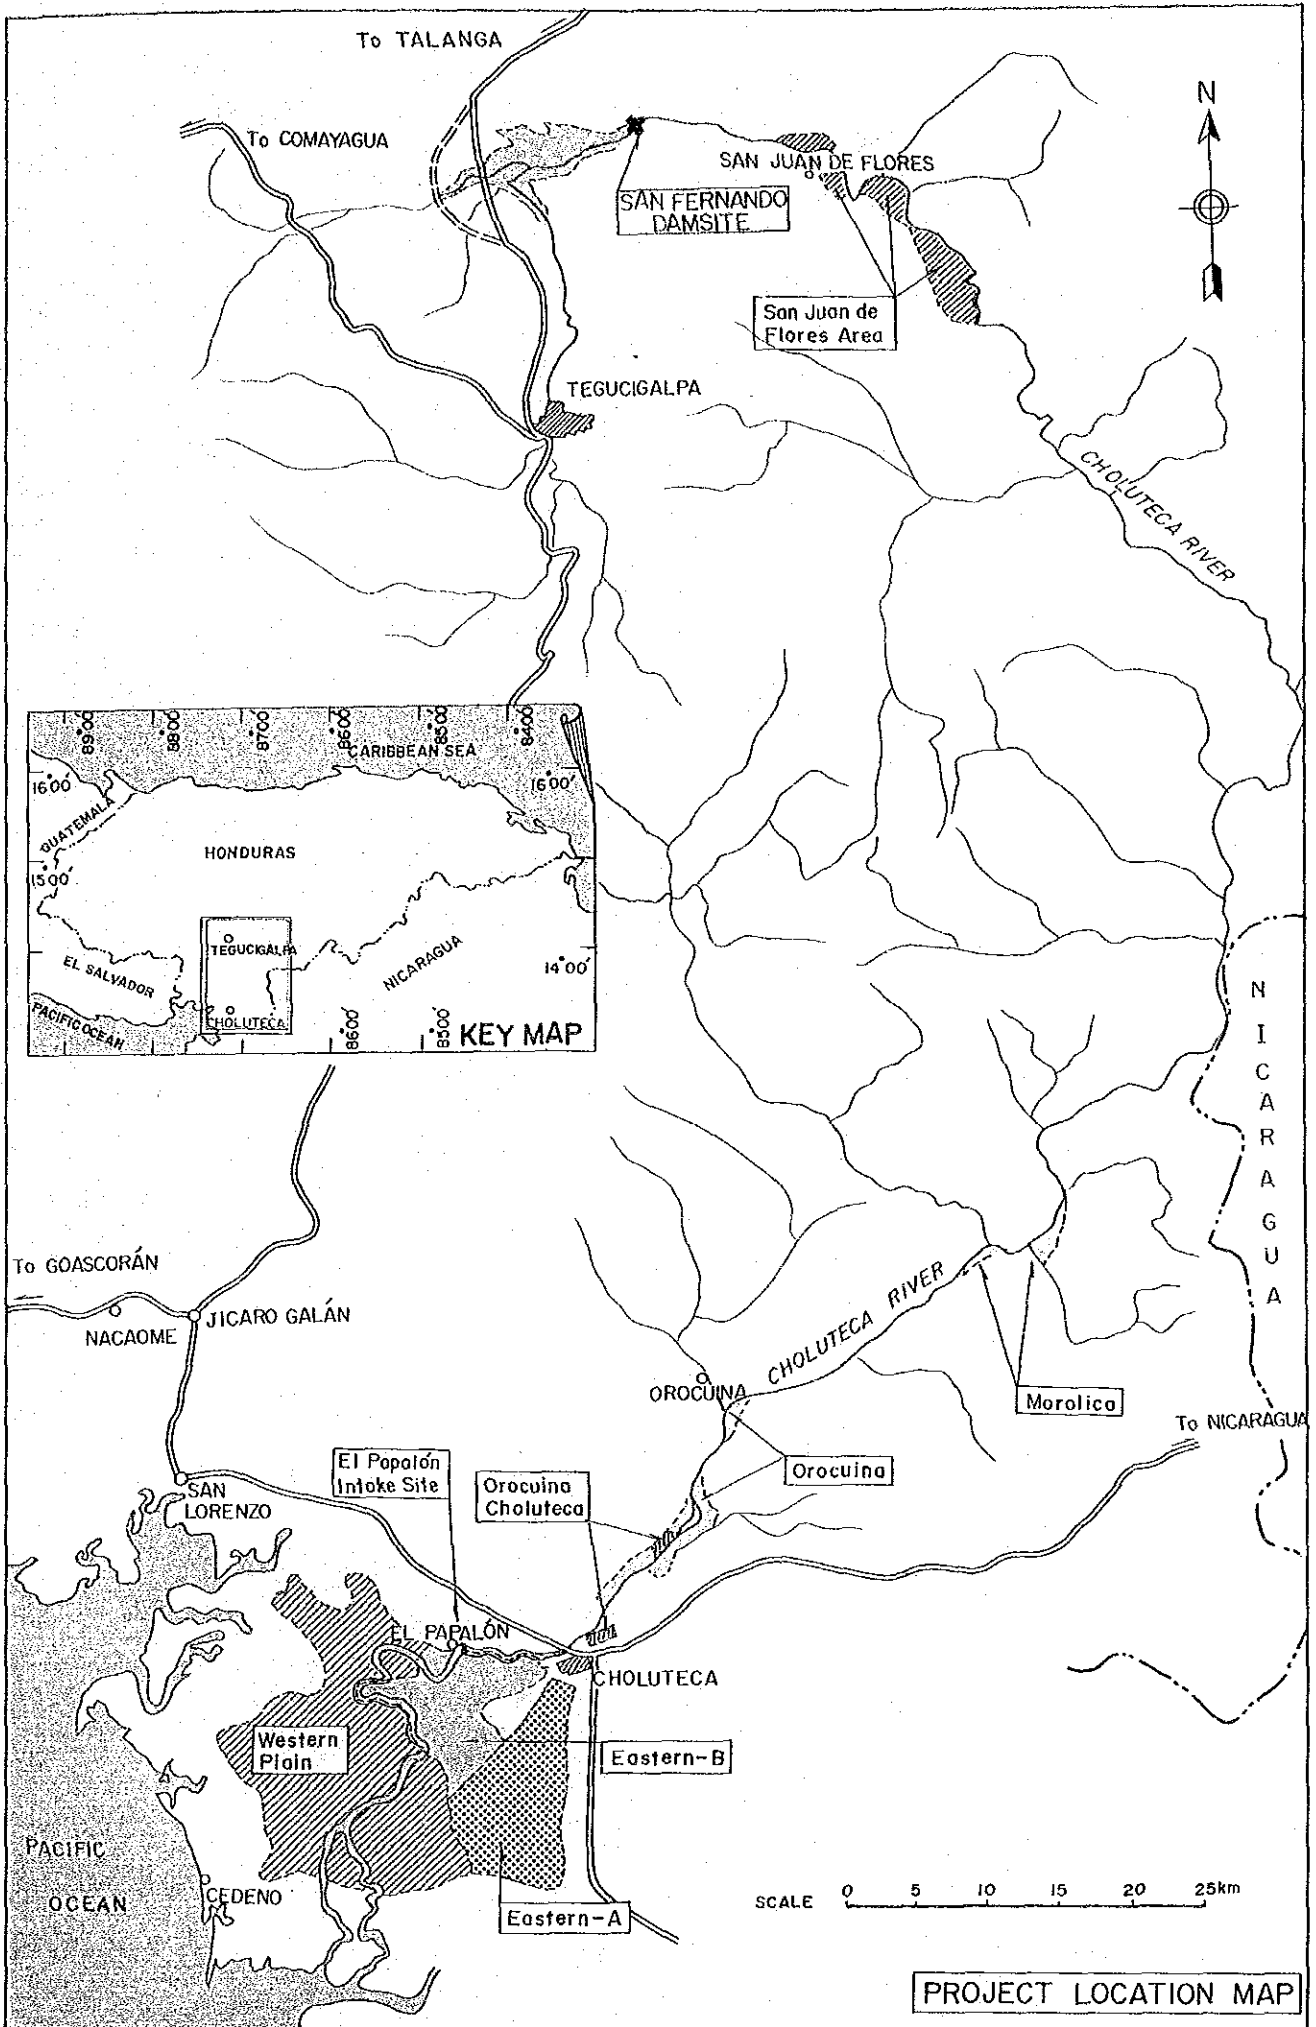 To TALANGA
To COMAYAGUA
N
SAN JUAN DE FLORES
SAN FERNANDO
DAMSITE
San Juan de
Flores Area
TEGUCIGALPA
CHOLUTECA RIVER
89°00'
88°00'
87°00'
86°00'
85°00'
84°00'
CARIBBEAN SEA
16°00'
16°00'
GUATEMALA
HONDURAS
15°00'
TEGUCIGALPA
NICARAGUA
14°00'
EL SALVADOR
CHOLUTECA
PACIFIC OCEAN
86°00'
85°00'
KEY MAP
NICARAGUA
To GOASCORÁN
NACAOME
JICARO GALÁN
CHOLUTECA RIVER
OROCUINA
Morolica
To NICARAGUA
El Papalón
Intake Site
Orocuina
Choluteca
Orocuina
SAN
LORENZO
EL PAPALÓN
CHOLUTECA
Western
Plain
Eastern-B
PACIFIC
OCEAN
CEDENO
Eastern-A
SCALE 0 5 10 15 20 25km
PROJECT LOCATION MAP